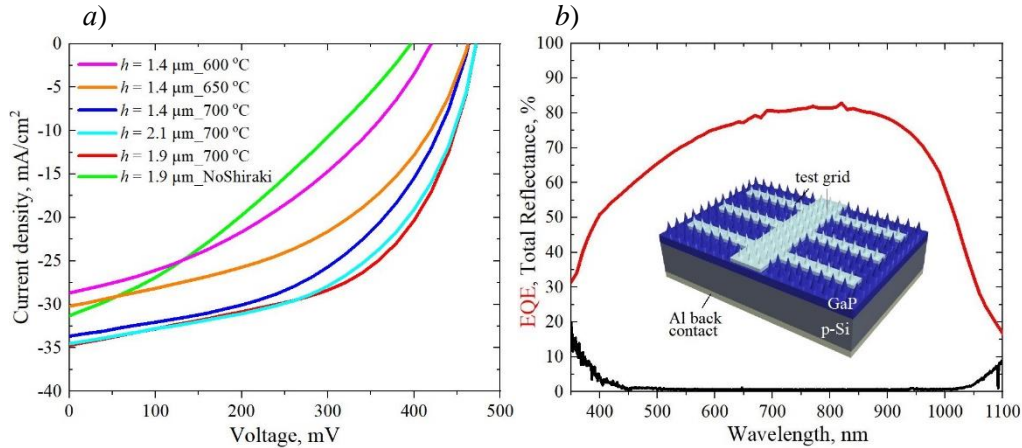 a)
0
-5
-10
-15
-20
-25
-30
-35
-40
Current density, mA/cm²
h = 1.4 µm_600 °C
h = 1.4 µm_650 °C
h = 1.4 µm_700 °C
h = 2.1 µm_700 °C
h = 1.9 µm_700 °C
h = 1.9 µm_NoShiraki
0 100 200 300 400 500
Voltage, mV
b)
100
90
80
70
60
50
40
30
20
10
0
EQE, Total Reflectance, %
test grid
GaP
p-Si
Al back
contact
400 500 600 700 800 900 1000 1100
Wavelength, nm